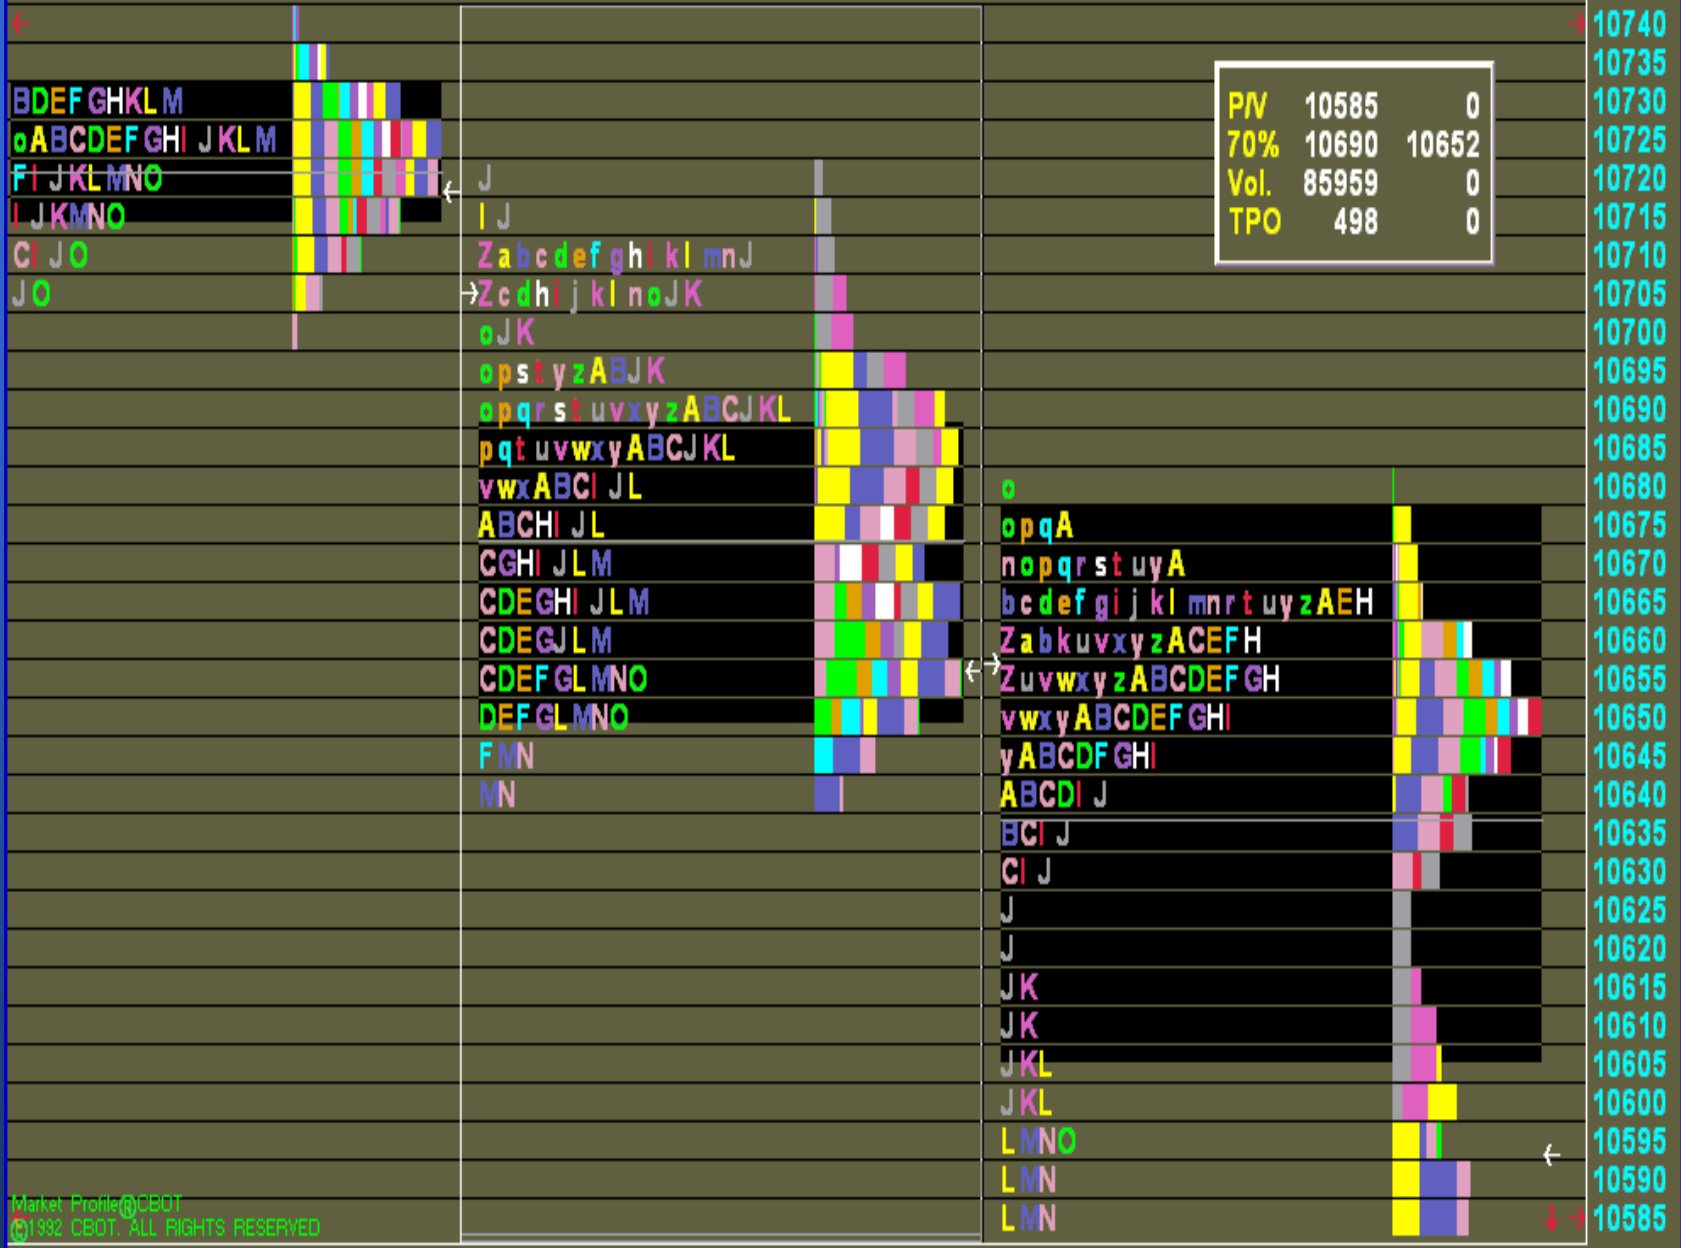 10740
10735
BDEFGHKLM 10730
oABCDEFGHIJKLM 10725
FIJKLMNO J 10720
IJKMNO IJ 10715
CIJO ZabcdefghiklmnJ 10710
JO ZcdhijklnoJK 10705
oJK 10700
opstyzABJK 10695
opqrstuvxyzABCJKL 10690
pqtuvwxyABCJKL 10685
vwxABCIJL o 10680
ABCHIJL opqA 10675
CGHIJLM nopqrstuyA 10670
CDEGHIJLM bcdefgijklmnrtuyzAEH 10665
CDEGJLM ZabkuvxyzACEFH 10660
CDEFGLMNO ZuvwxyzABCDEFGH 10655
DEFGLMNO vwxyABCDEFGHI 10650
FMN yABCDFGHI 10645
MN ABCDIJ 10640
BCIJ 10635
CIJ 10630
J 10625
J 10620
JK 10615
JK 10610
JKL 10605
JKL 10600
LMNO 10595
LMN 10590
LMN 10585
P/V 10585 0
70% 10690 10652
Vol. 85959 0
TPO 498 0
Market Profile®CBOT
©1992 CBOT. ALL RIGHTS RESERVED